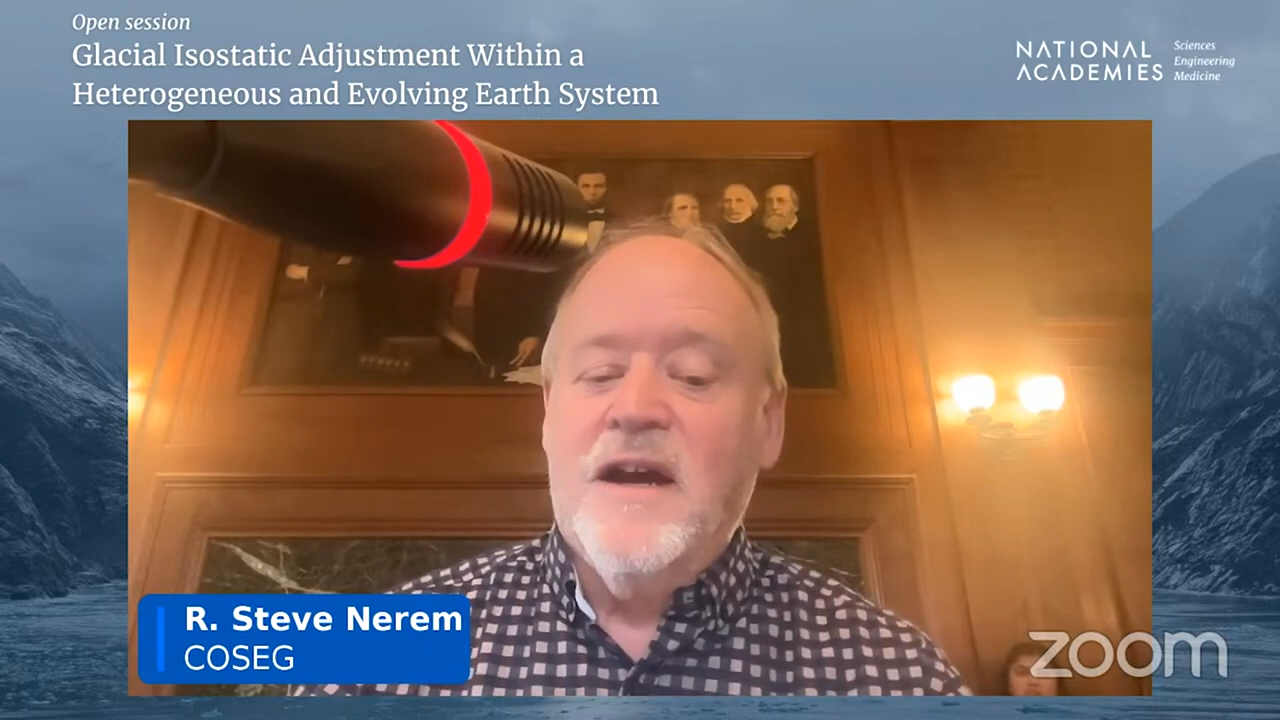 Open session
Glacial Isostatic Adjustment Within a
Heterogeneous and Evolving Earth System
NATIONAL
ACADEMIES
Sciences
Engineering
Medicine
R. Steve Nerem
COSEG
zoom